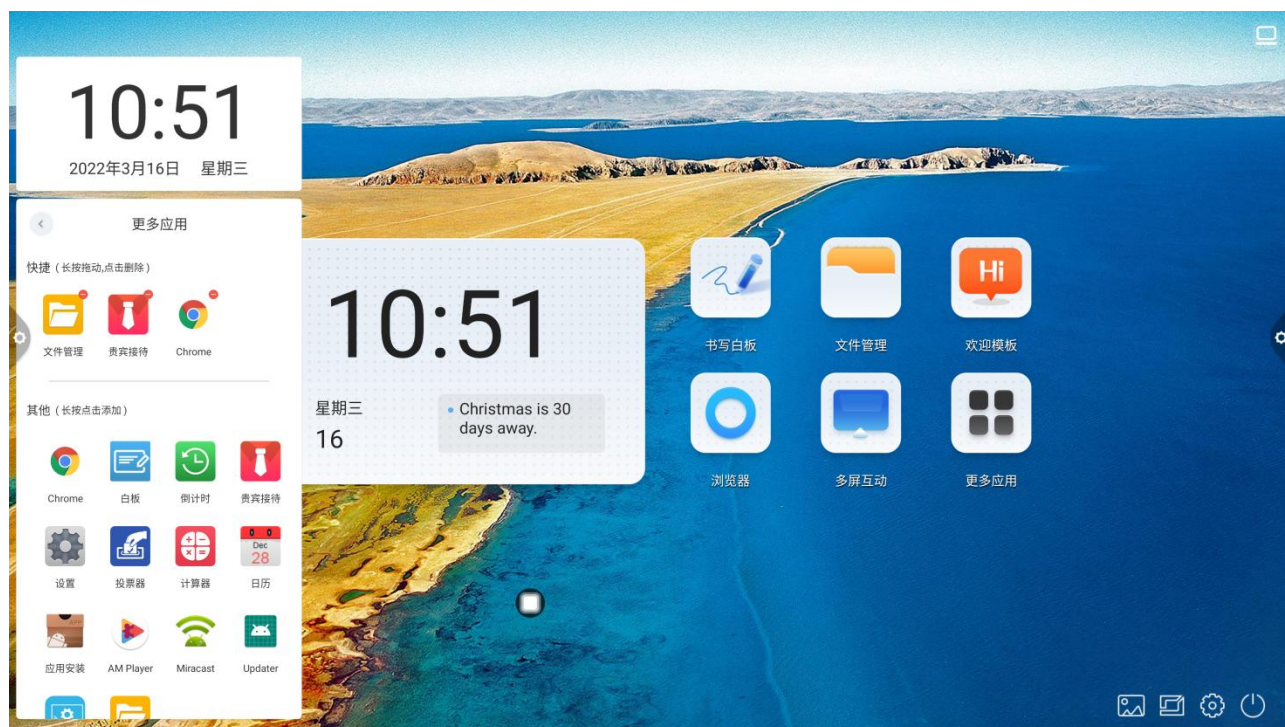 10:51
2022年3月16日 星期三
更多应用
快捷 (长按拖动,点击删除)
文件管理 贵宾接待 Chrome
其他 (长按点击添加)
Chrome 白板 倒计时 贵宾接待
Dec
28
设置 投票器 计算器 日历
APP
应用安装 AM Player Miracast Updater
10:51
星期三
16
Christmas is 30
days away.
Hi
书写白板 文件管理 欢迎模板
浏览器 多屏互动 更多应用